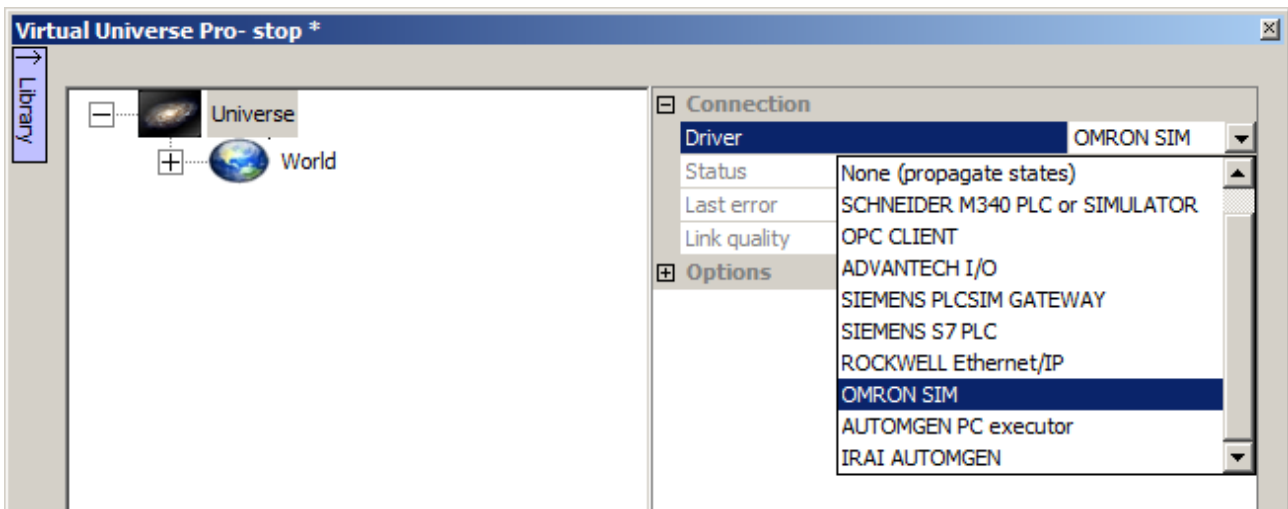 Virtual Universe Pro- stop *
↑ Library
Universe
World
Connection
Driver OMRON SIM
Status
Last error
Link quality
Options
None (propagate states)
SCHNEIDER M340 PLC or SIMULATOR
OPC CLIENT
ADVANTECH I/O
SIEMENS PLCSIM GATEWAY
SIEMENS S7 PLC
ROCKWELL Ethernet/IP
OMRON SIM
AUTOMGEN PC executor
IRAI AUTOMGEN